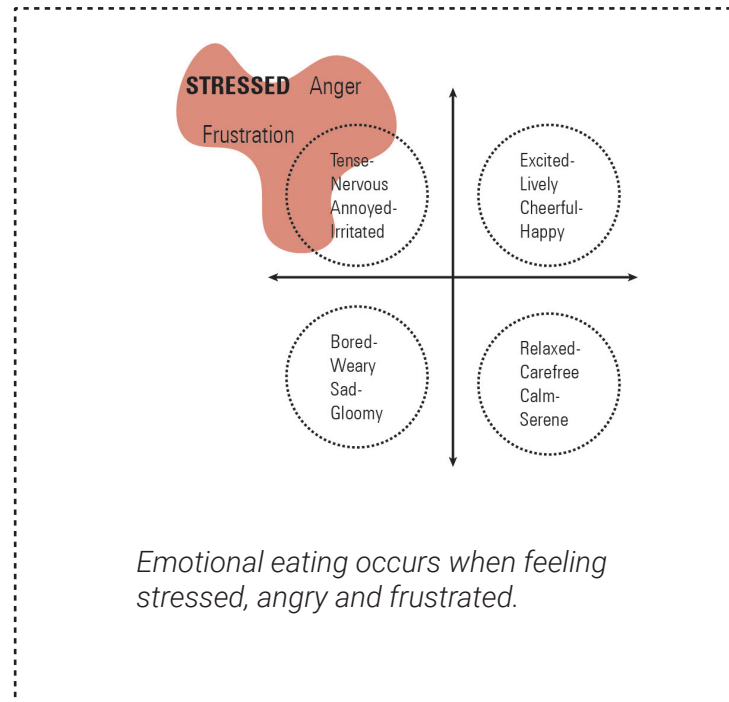 STRESSED Anger
Frustration
Tense-
Nervous
Annoyed-
Irritated
Excited-
Lively
Cheerful-
Happy
Bored-
Weary
Sad-
Gloomy
Relaxed-
Carefree
Calm-
Serene
Emotional eating occurs when feeling
stressed, angry and frustrated.